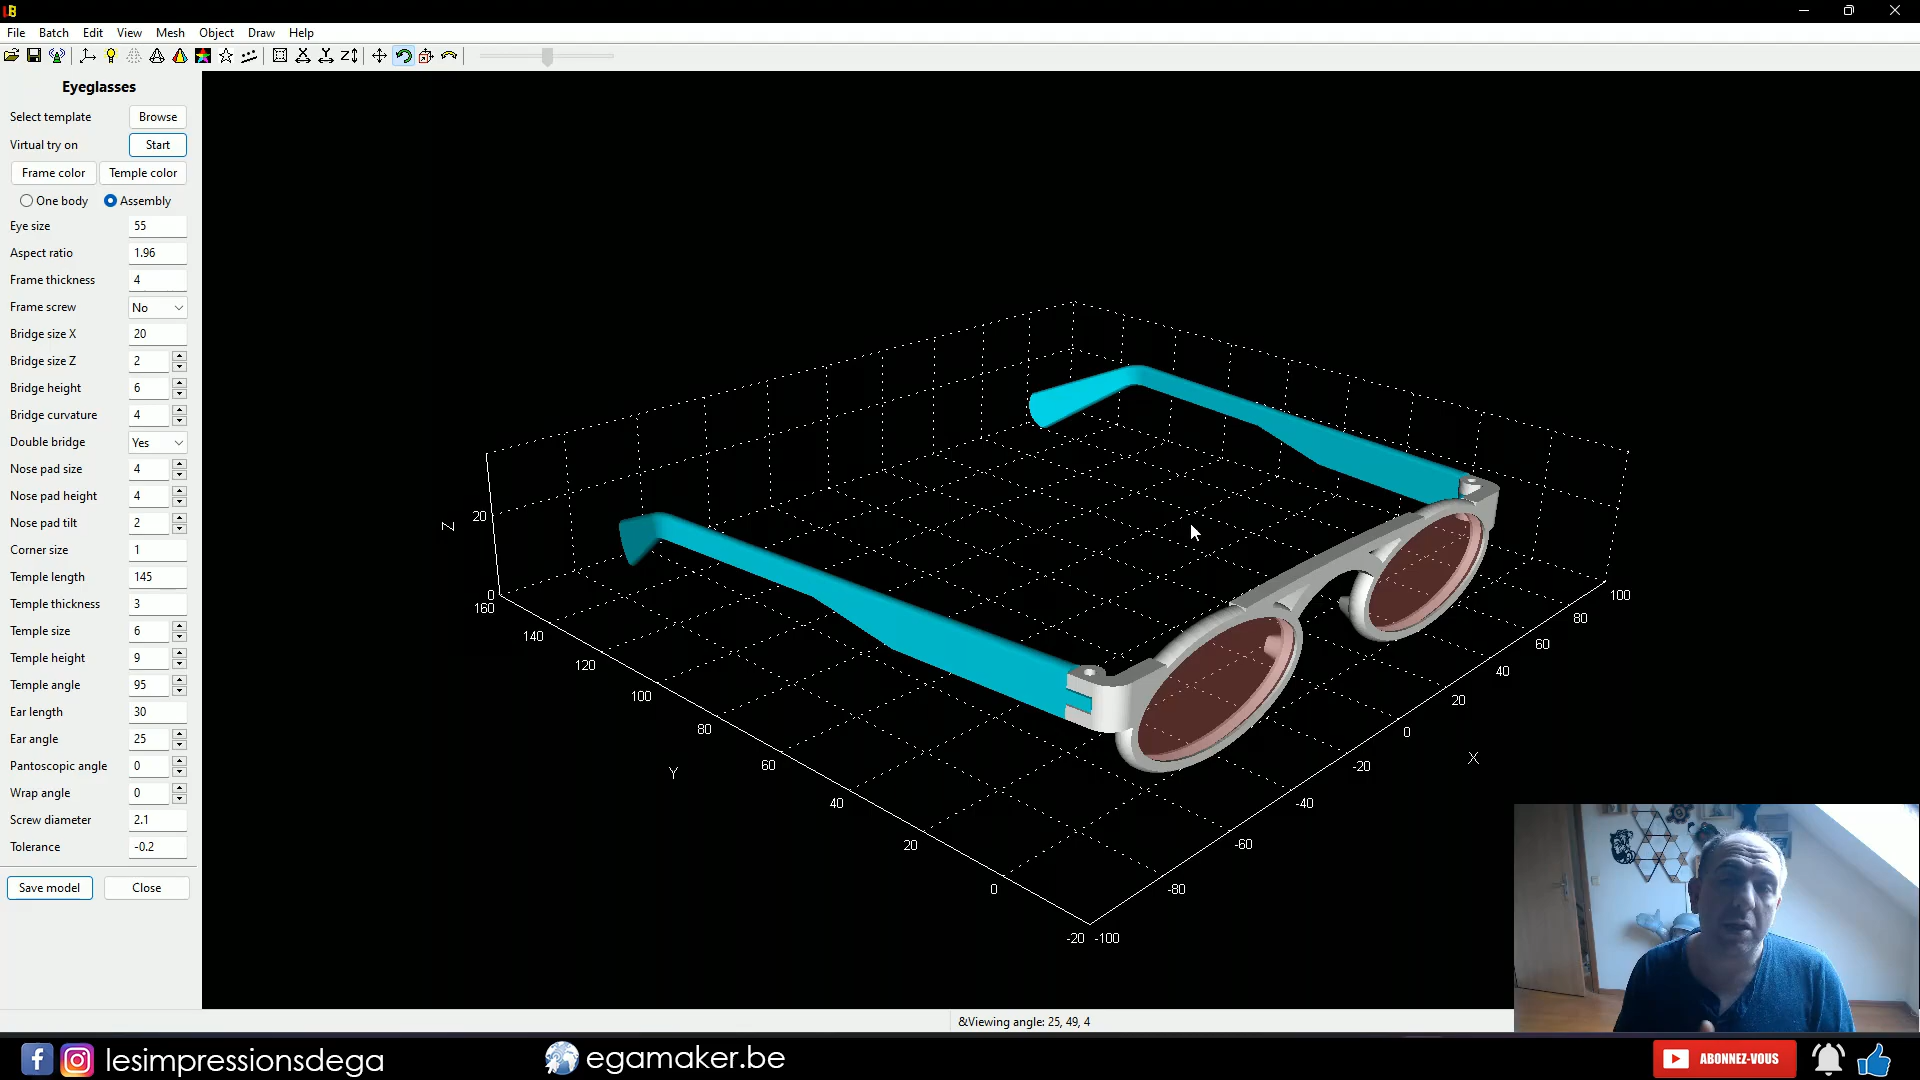 File Batch Edit View Mesh Object Draw Help
Eyeglasses
Select template Browse
Virtual try on Start
Frame color Temple color
One body Assembly
Eye size 55
Aspect ratio 1.96
Frame thickness 4
Frame screw No
Bridge size X 20
Bridge size Z 2
Bridge height 6
Bridge curvature 4
Double bridge Yes
Nose pad size 4
Nose pad height 4
Nose pad tilt 2
Corner size 1
Temple length 145
Temple thickness 3
Temple size 6
Temple height 9
Temple angle 95
Ear length 30
Ear angle 25
Pantoscopic angle 0
Wrap angle 0
Screw diameter 2.1
Tolerance -0.2
Save model Close
Z
20
0
160
140
120
100
80
60
40
20
0
-20
Y
-100
-80
-60
-40
-20
0
20
40
60
80
100
X
&Viewing angle: 25, 49, 4
lesimpressionsdega
egamaker.be
ABONNEZ-VOUS